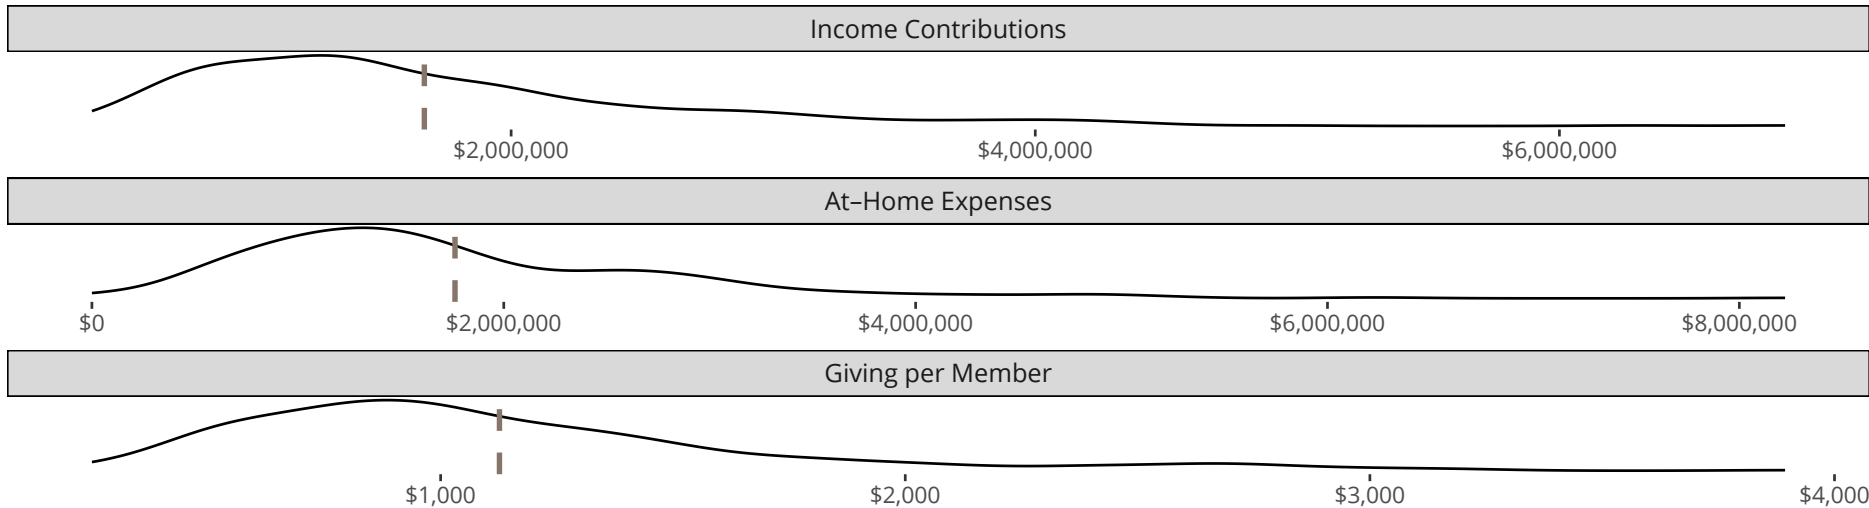 Income Contributions
$2,000,000 $4,000,000 $6,000,000
At–Home Expenses
$0 $2,000,000 $4,000,000 $6,000,000 $8,000,000
Giving per Member
$1,000 $2,000 $3,000 $4,000